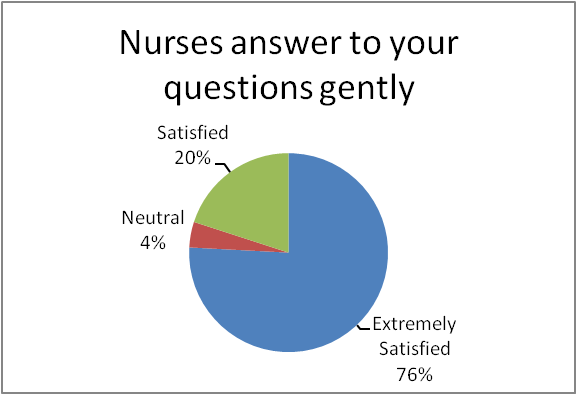 Nurses answer to your
questions gently
Satisfied
20%
Neutral
4%
Extremely
Satisfied
76%